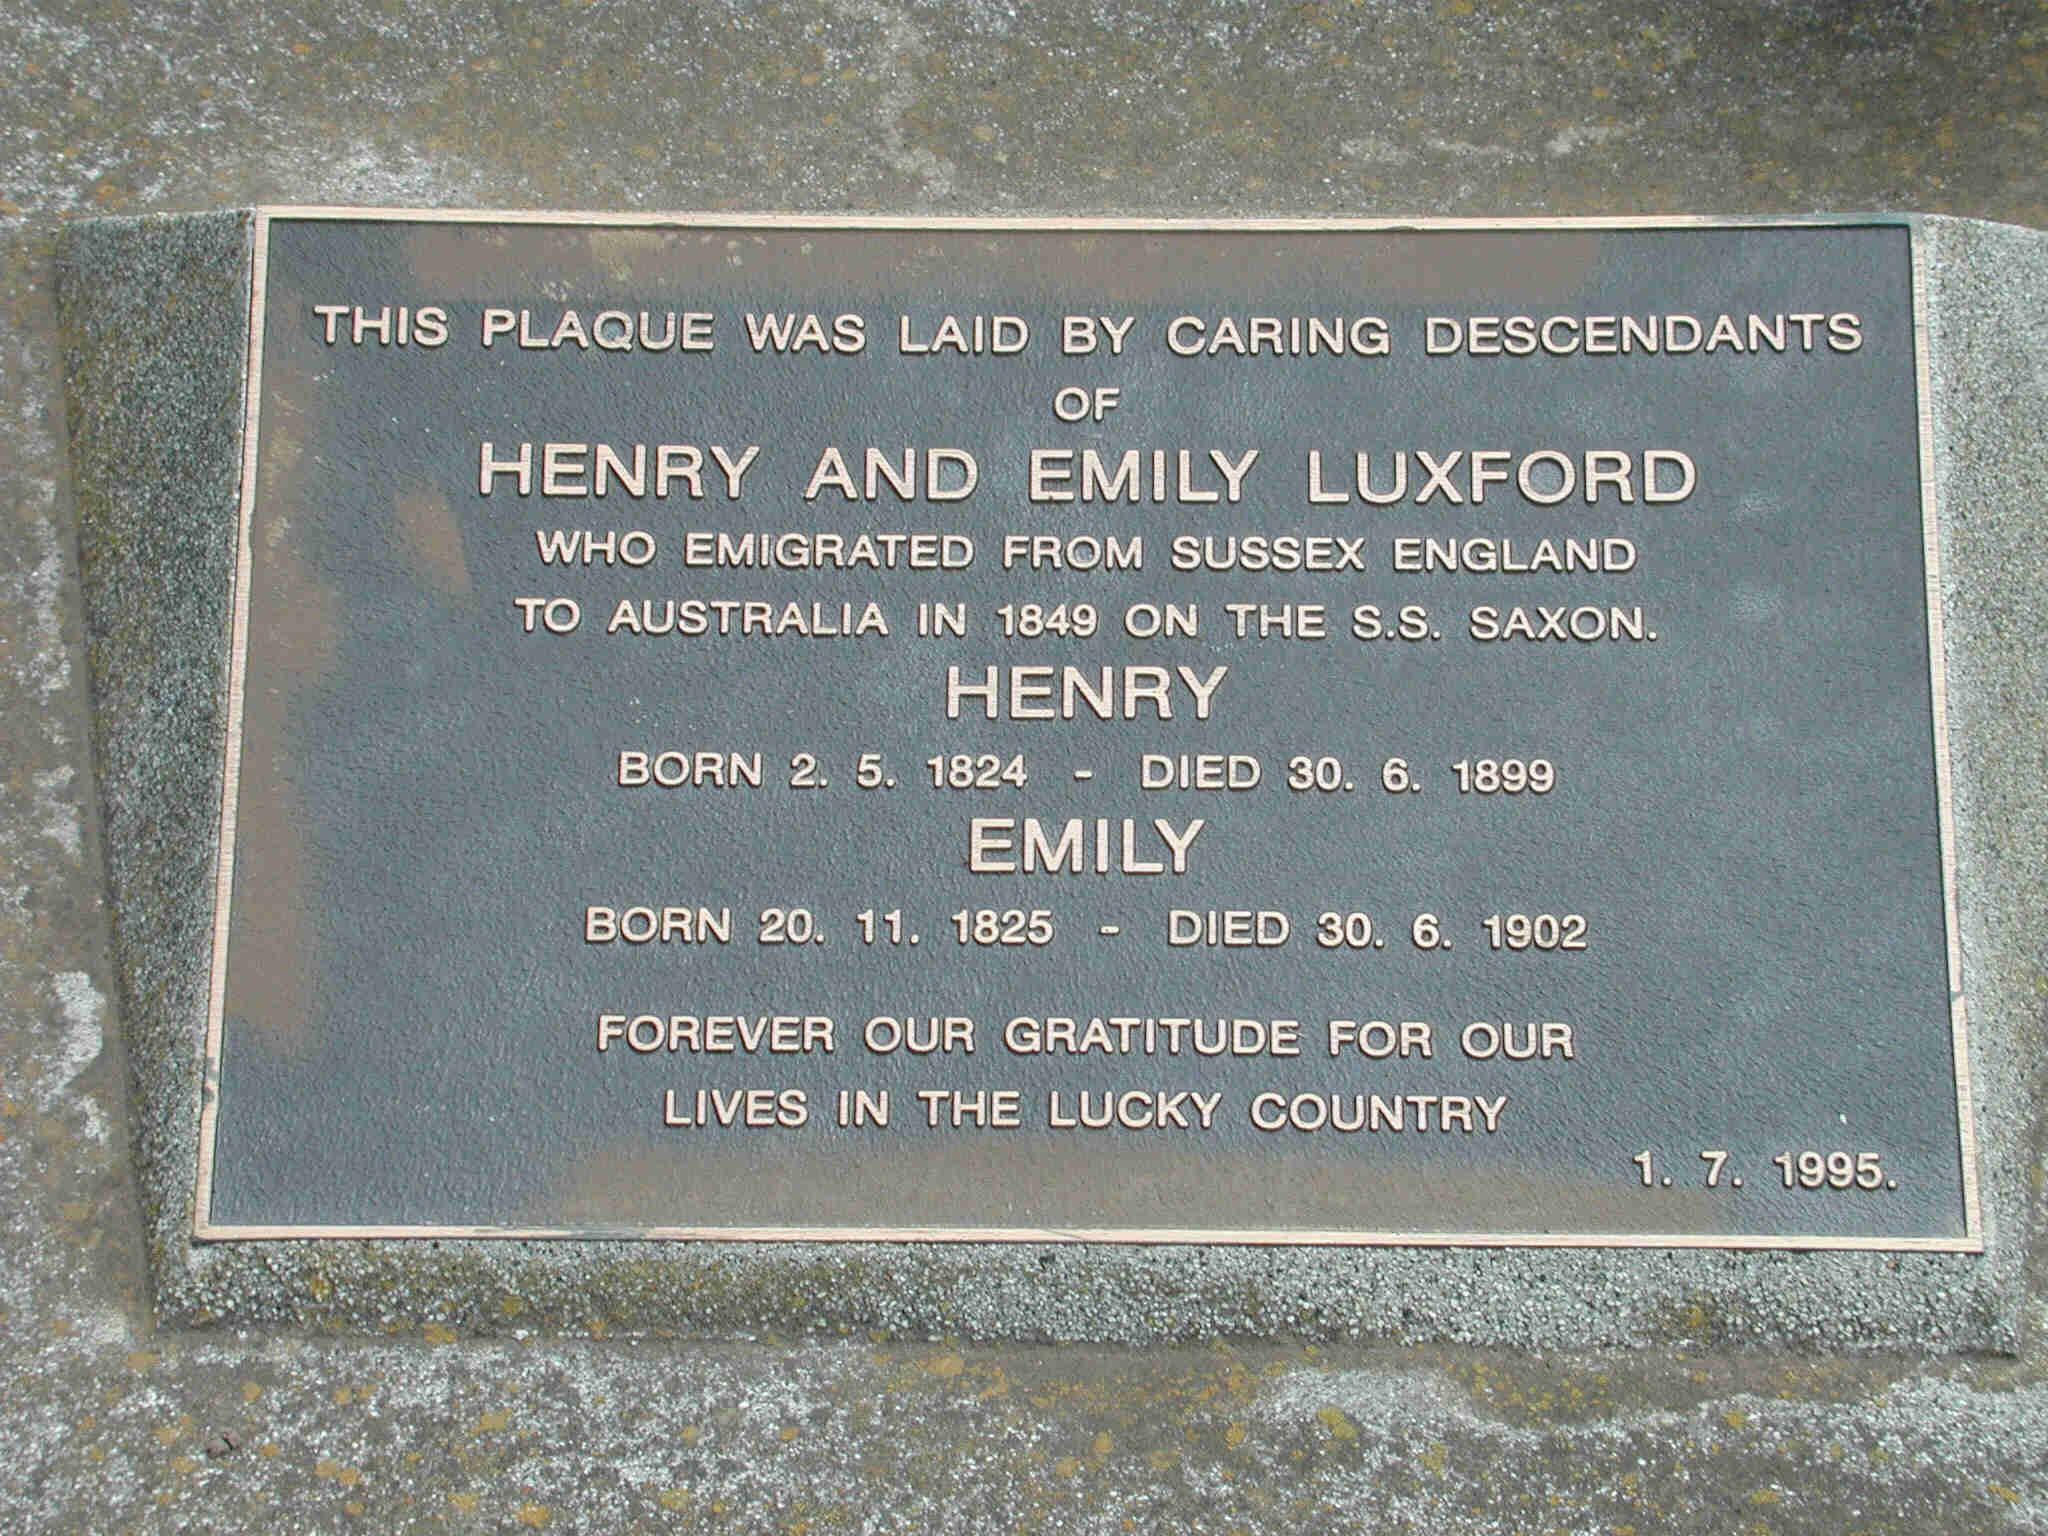 THIS PLAQUE WAS LAID BY CARING DESCENDANTS
OF
HENRY AND EMILY LUXFORD
WHO EMIGRATED FROM SUSSEX ENGLAND
TO AUSTRALIA IN 1849 ON THE S.S. SAXON.
HENRY
BORN 2. 5. 1824 - DIED 30. 6. 1899
EMILY
BORN 20. 11. 1825 - DIED 30. 6. 1902
FOREVER OUR GRATITUDE FOR OUR
LIVES IN THE LUCKY COUNTRY
1. 7. 1995.